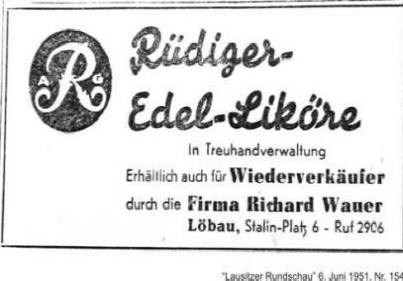 A R G
Rüdiger-
Edel-Liköre
In Treuhandverwaltung
Erhältlich auch für Wiederverkäufer
durch die Firma Richard Wauer
Löbau, Stalin-Platz 6 - Ruf 2906
"Lausitzer Rundschau" 6. Juni 1951, Nr. 154